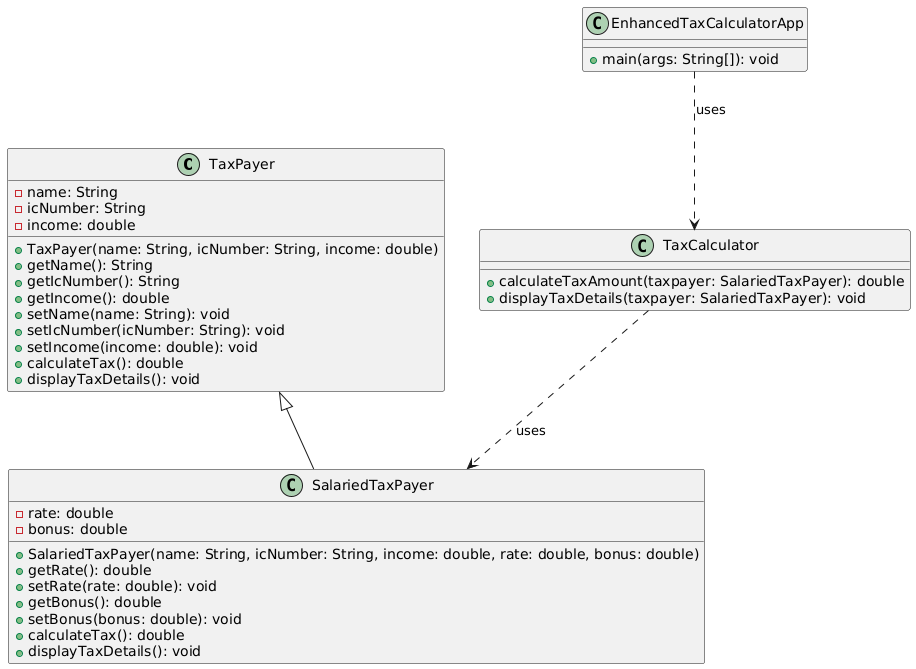 EnhancedTaxCalculatorApp
main(args: String[]): void
uses
TaxPayer
name: String
icNumber: String
income: double
TaxPayer(name: String, icNumber: String, income: double)
getName(): String
getIcNumber(): String
getIncome(): double
setName(name: String): void
setIcNumber(icNumber: String): void
setIncome(income: double): void
calculateTax(): double
displayTaxDetails(): void
TaxCalculator
calculateTaxAmount(taxpayer: SalariedTaxPayer): double
displayTaxDetails(taxpayer: SalariedTaxPayer): void
uses
SalariedTaxPayer
rate: double
bonus: double
SalariedTaxPayer(name: String, icNumber: String, income: double, rate: double, bonus: double)
getRate(): double
setRate(rate: double): void
getBonus(): double
setBonus(bonus: double): void
calculateTax(): double
displayTaxDetails(): void